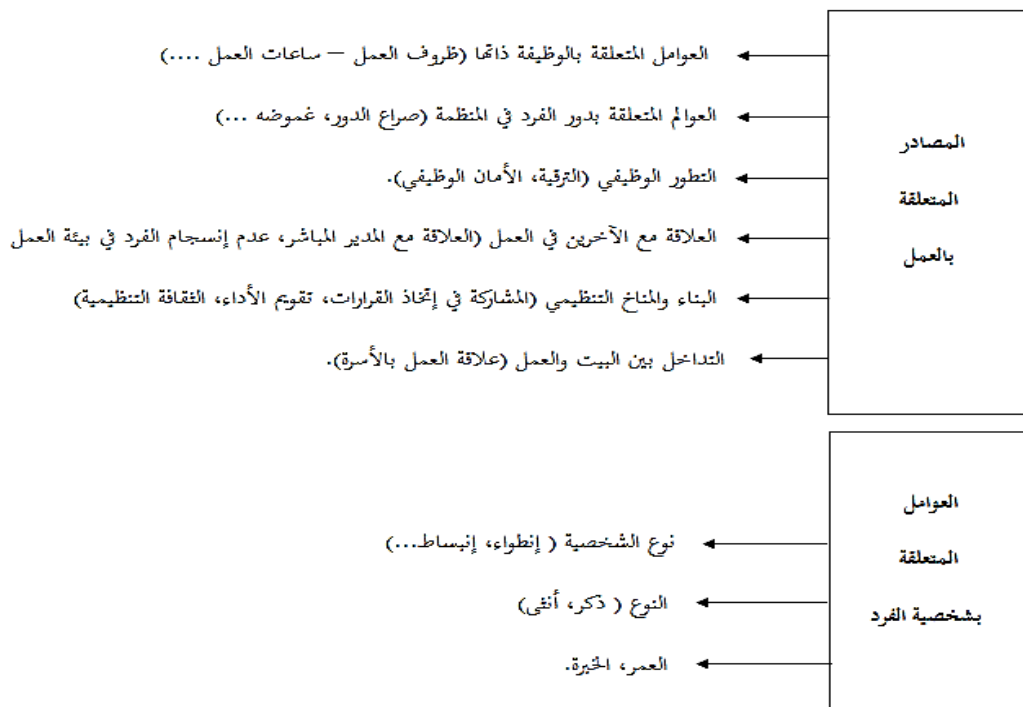 المصادر
المتعلقة
بالعمل
العوامل المتعلقة بالوظيفة ذاتها (ظروف العمل – ساعات العمل ....)
العوالم المتعلقة بدور الفرد في المنظمة (صراع الدور، غموضه ...)
التطور الوظيفي (الترقية، الأمان الوظيفي).
العلاقة مع الآخرين في العمل (العلاقة مع المدير المباشر، عدم إنسجام الفرد في بيئة العمل
البناء والمناخ التنظيمي (المشاركة في إتخاذ القرارات، تقويم الأداء، الثقافة التنظيمية)
التداخل بين البيت والعمل (علاقة العمل بالأسرة).
العوامل
المتعلقة
بشخصية الفرد
نوع الشخصية ( إنطواء، إنبساط...)
النوع ( ذكر، أنثى)
العمر، الخبرة.